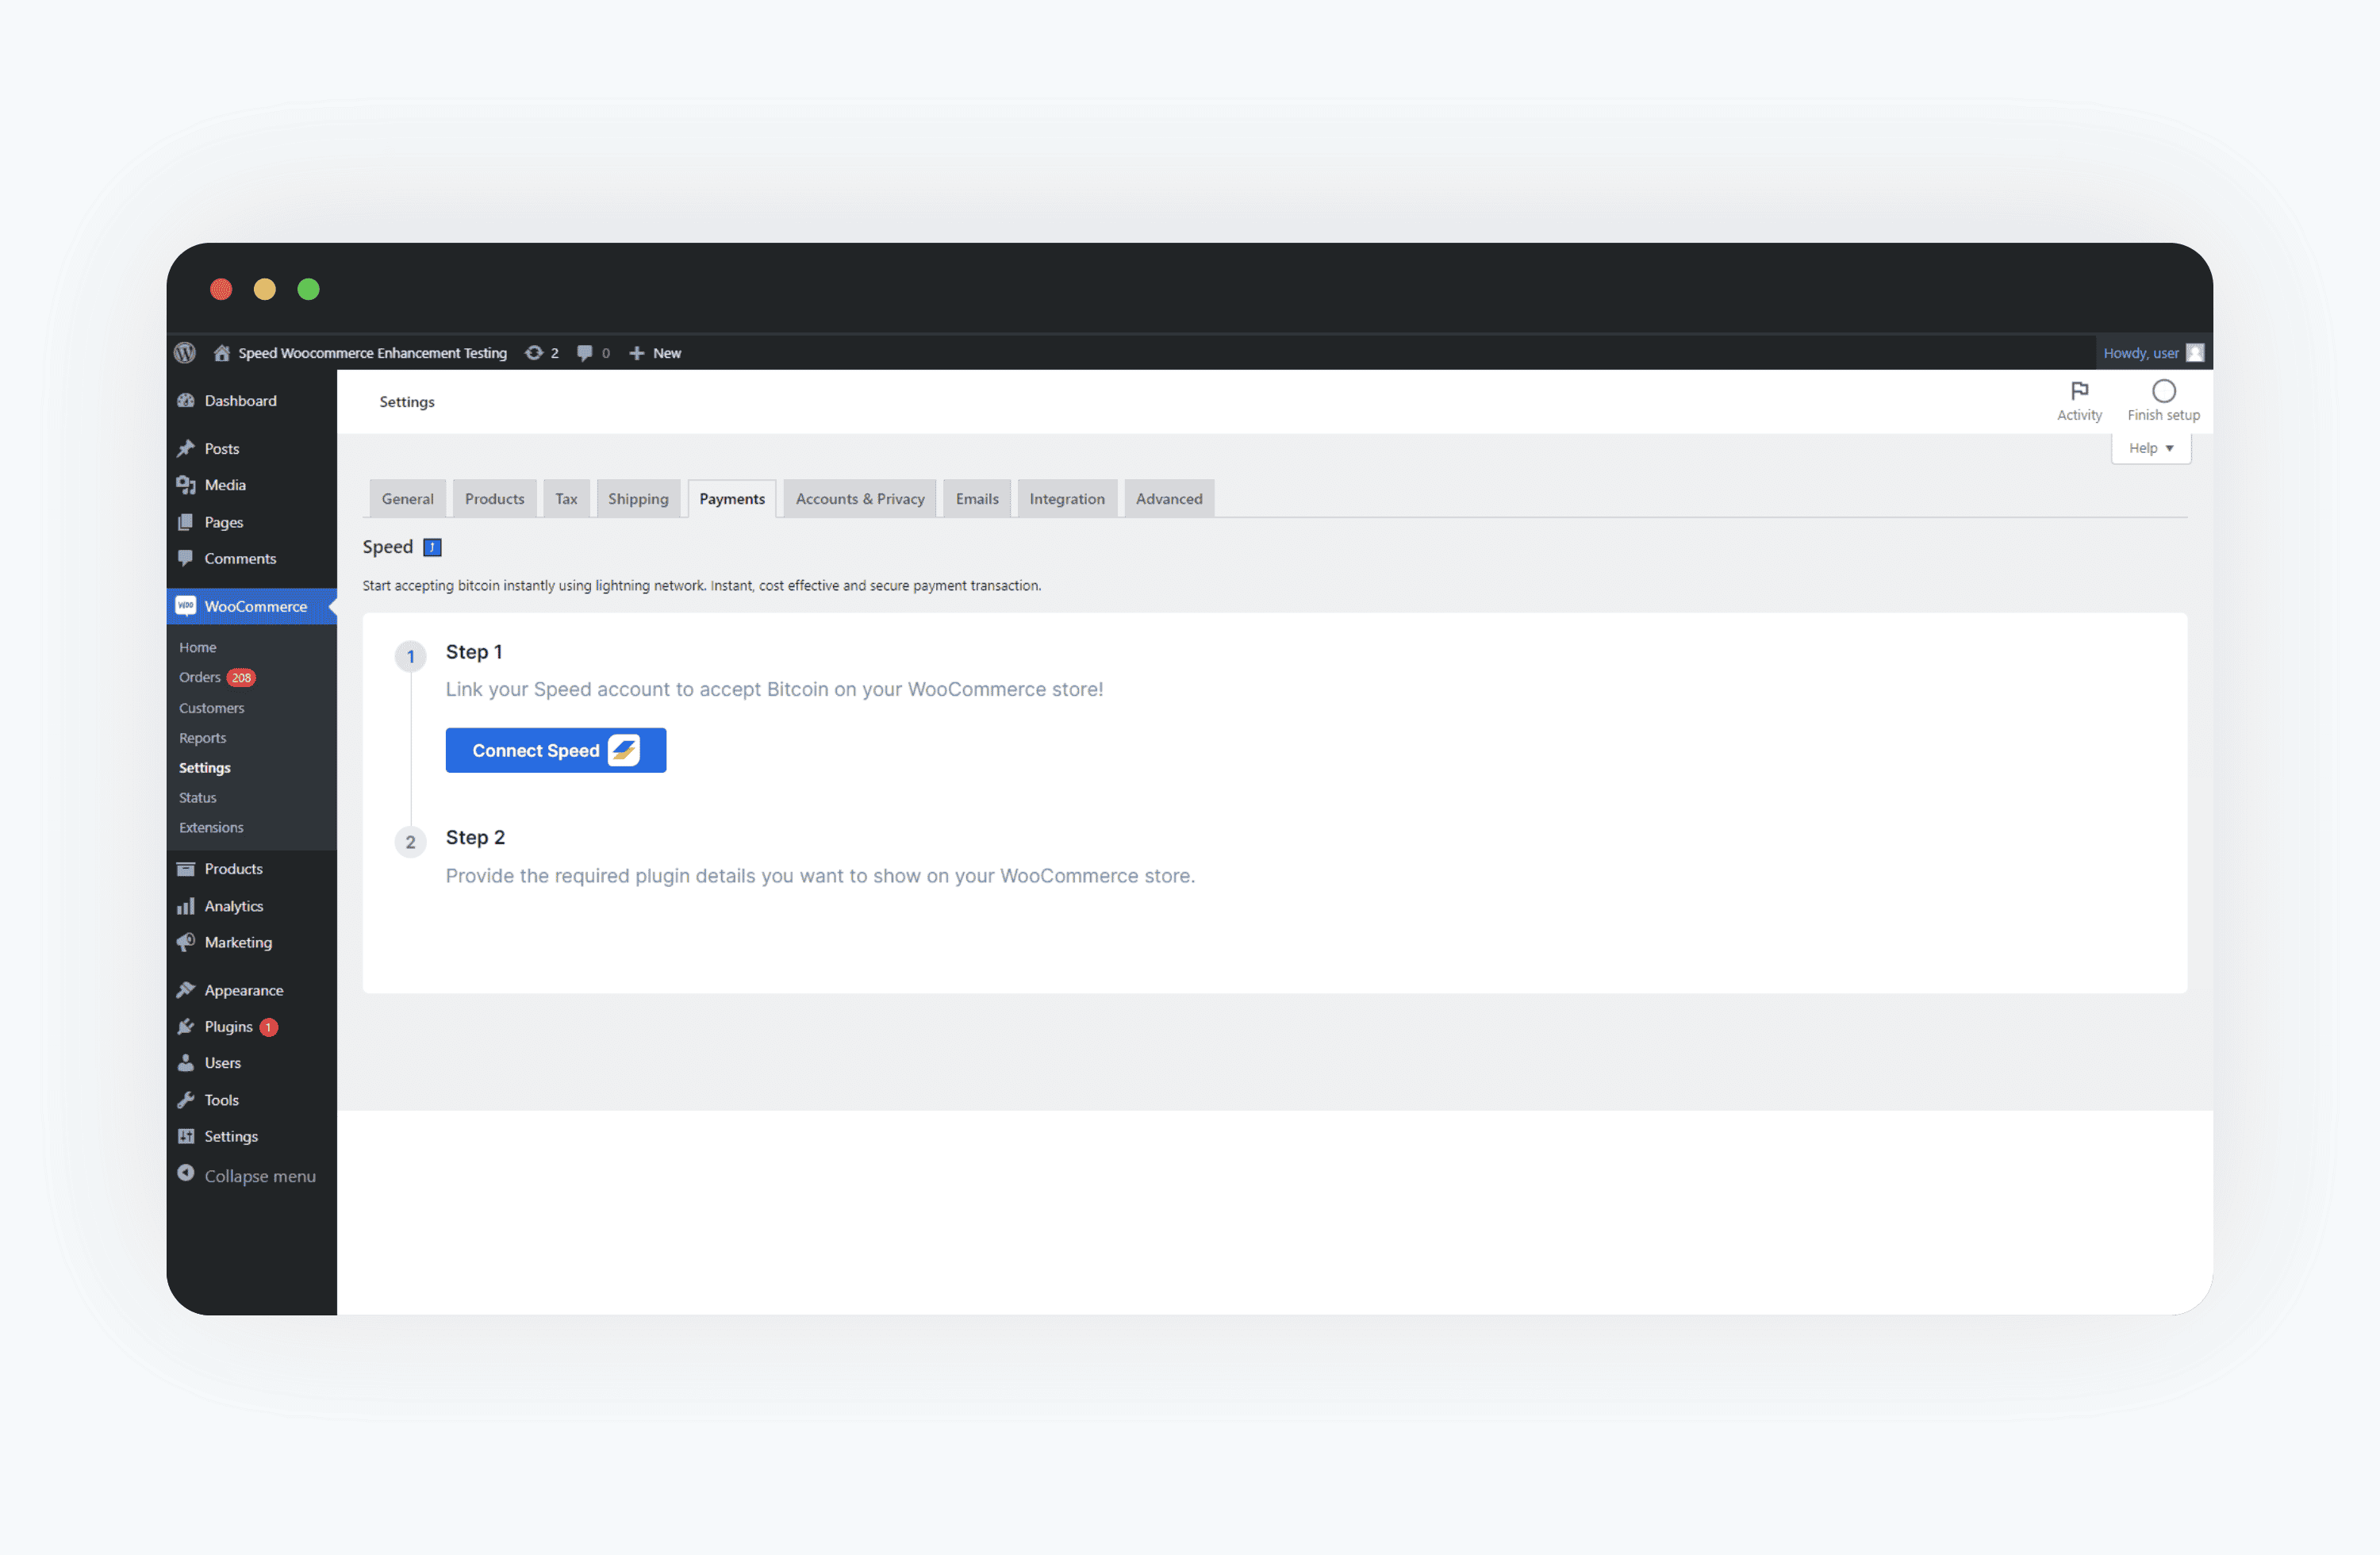 Speed Woocommerce Enhancement Testing 2 0 New
Howdy, user
Dashboard
Posts
Media
Pages
Comments
WooCommerce
Home
Orders 208
Customers
Reports
Settings
Status
Extensions
Products
Analytics
Marketing
Appearance
Plugins 1
Users
Tools
Settings
Collapse menu
Settings
Activity
Finish setup
Help
General Products Tax Shipping Payments Accounts & Privacy Emails Integration Advanced
Speed
Start accepting bitcoin instantly using lightning network. Instant, cost effective and secure payment transaction.
1 Step 1
Link your Speed account to accept Bitcoin on your WooCommerce store!
Connect Speed
2 Step 2
Provide the required plugin details you want to show on your WooCommerce store.